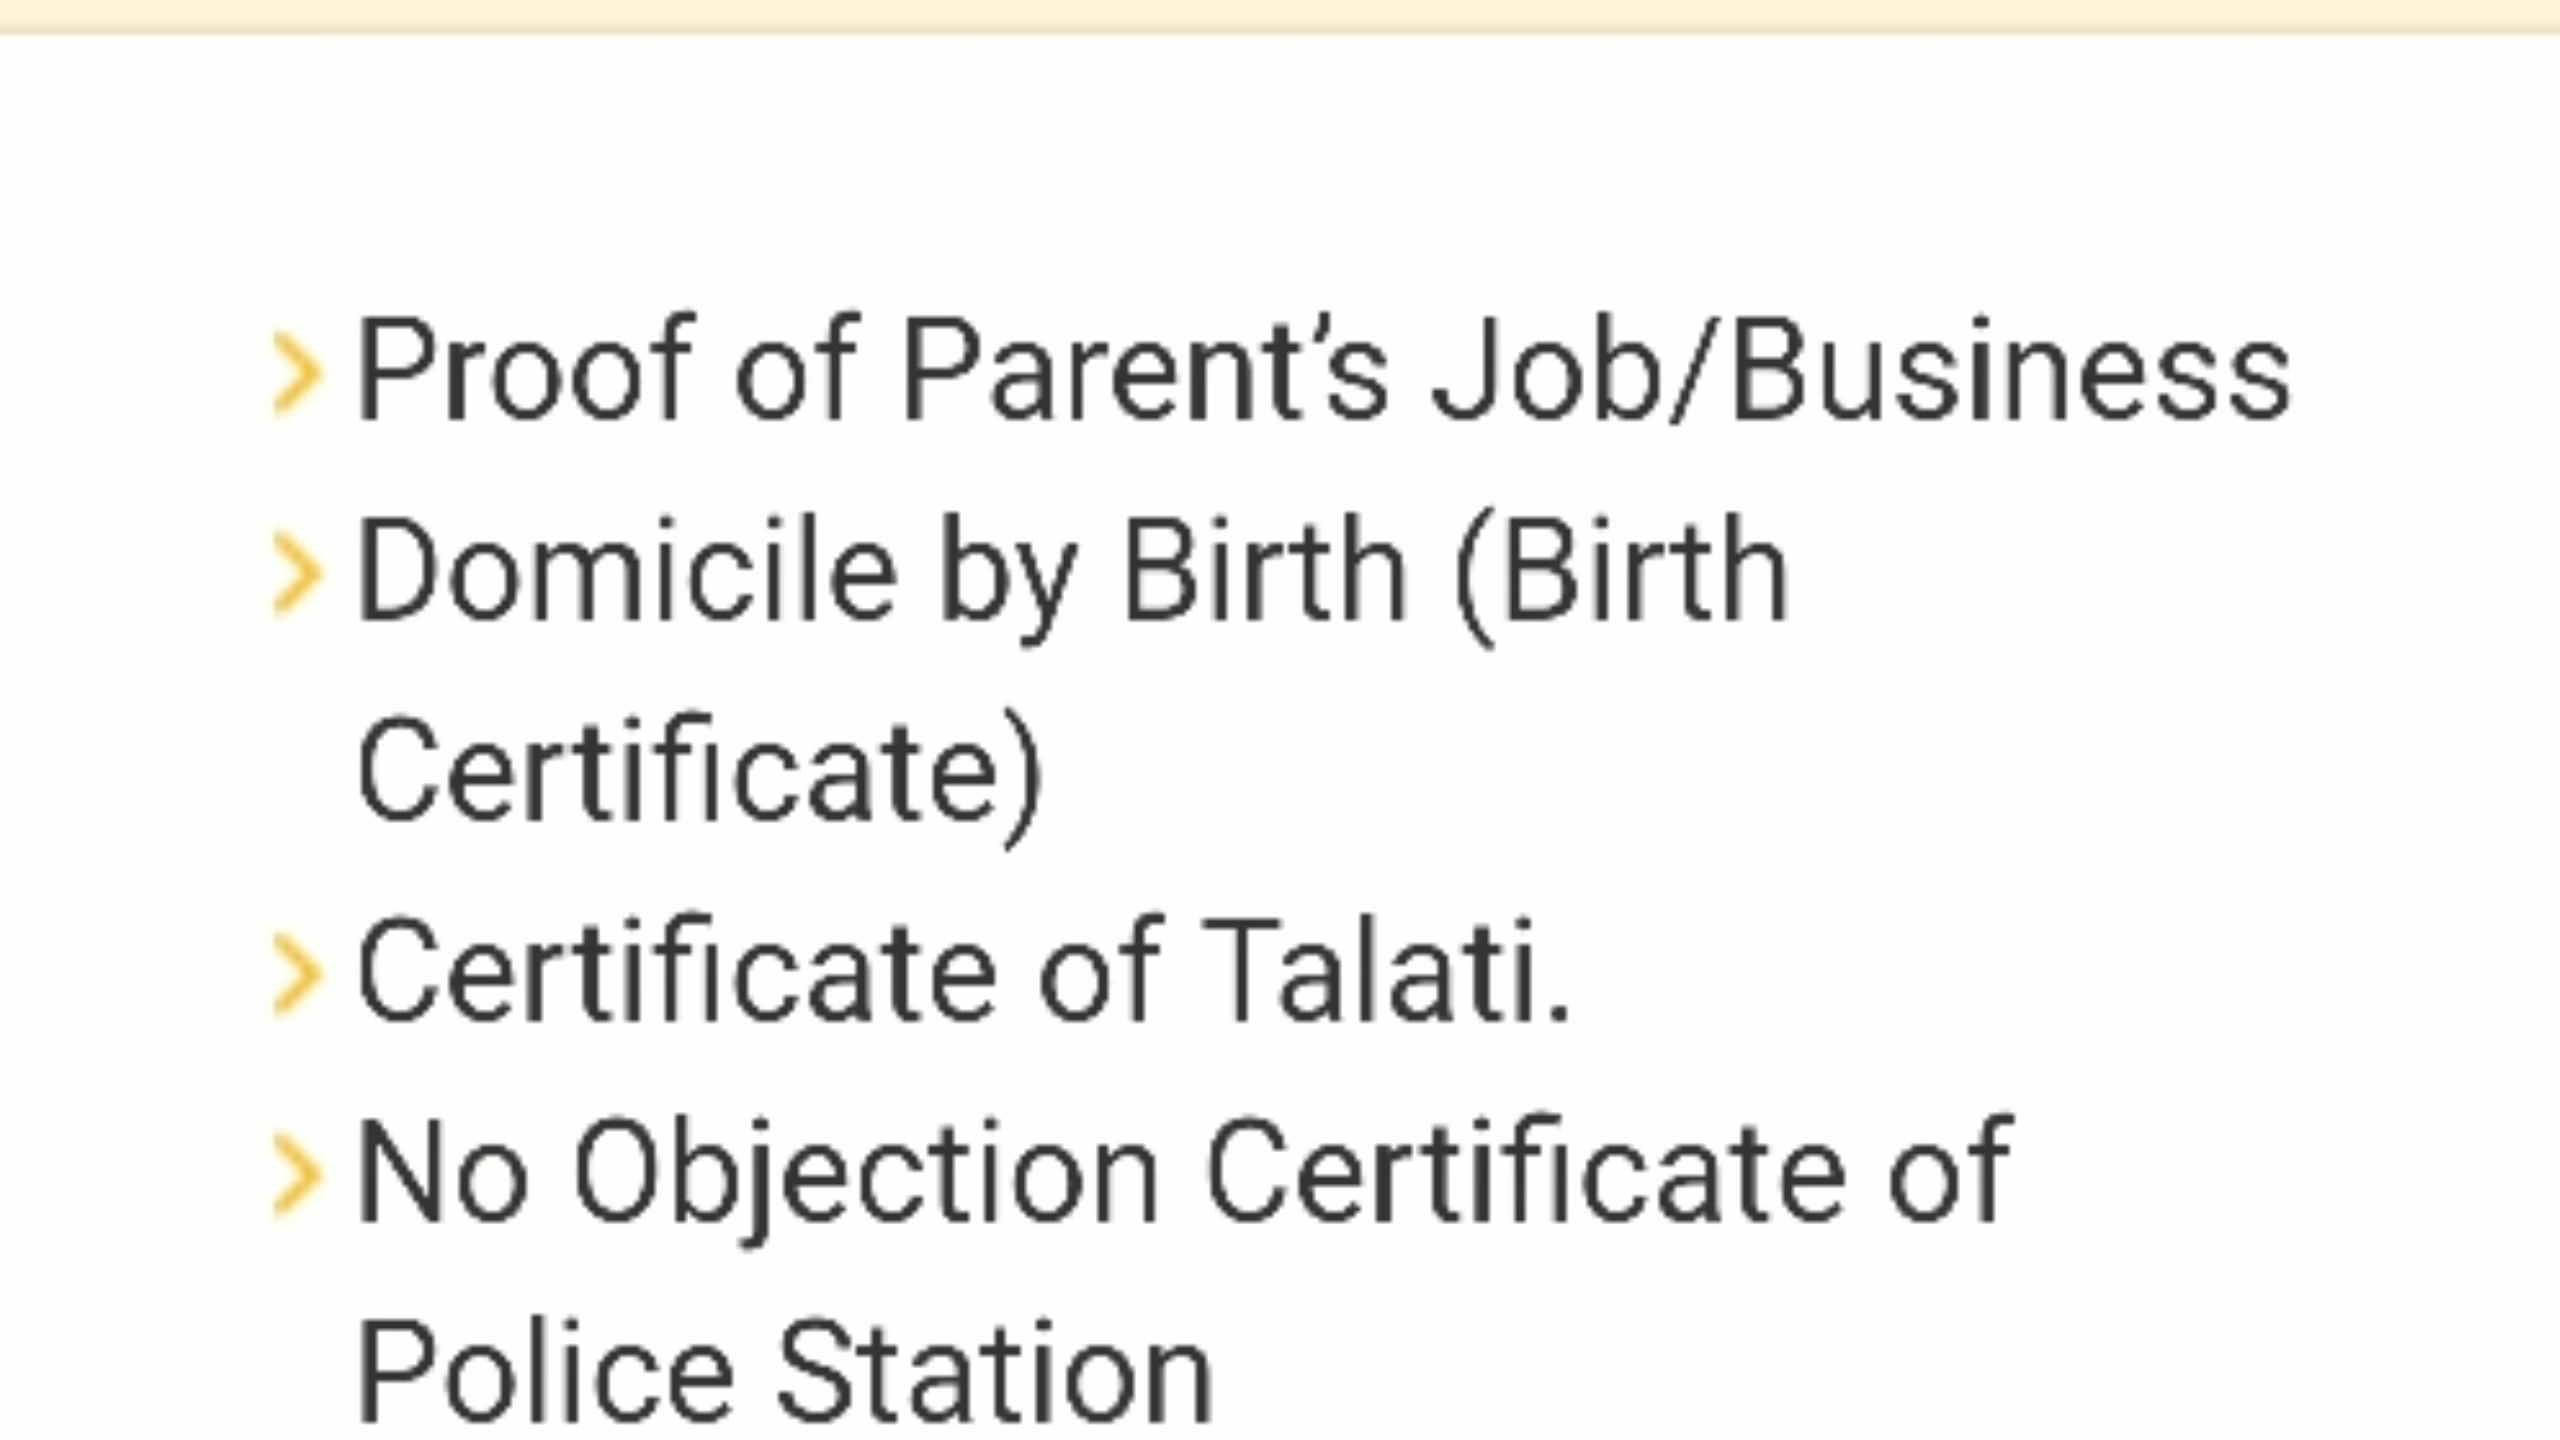 Proof of Parent’s Job/Business
Domicile by Birth (Birth
Certificate)
Certificate of Talati.
No Objection Certificate of
Police Station